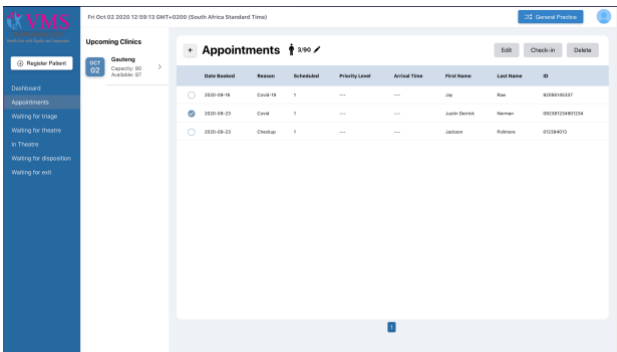 VMS
Fri Oct 02 2020 12:59:13 GMT+0200 (South Africa Standard Time)
General Practice
Register Patient
Dashboard
Appointments
Waiting for triage
Waiting for theatre
In Theatre
Waiting for disposition
Waiting for exit
Upcoming Clinics
OCT
02
Gauteng
Capacity: 90
Available: 87
+ Appointments 3/90
Edit Check-in Delete
Date Booked Reason Scheduled Priority Level Arrival Time First Name Last Name ID
2020-09-16 Covid-19 1 --- --- Joy Rae
2020-09-23 Covid 1 --- --- Justin Derrick Norman
2020-09-23 Checkup 1 --- --- Jackson
1